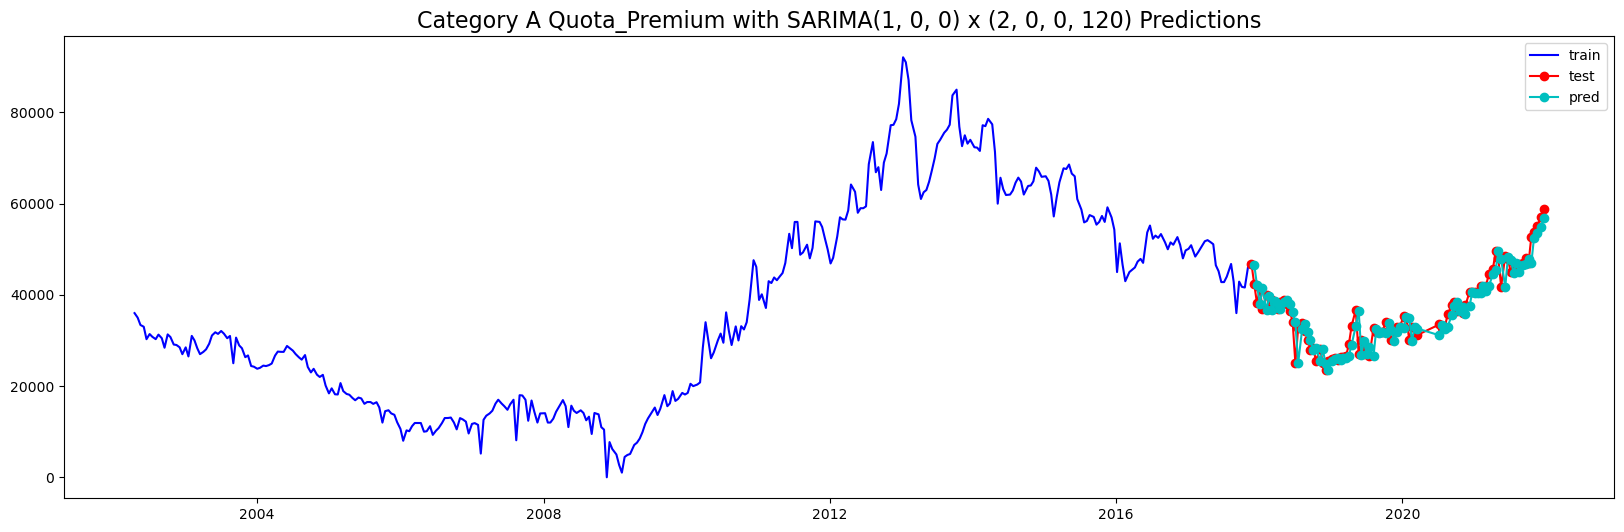 Category A Quota_Premium with SARIMA(1, 0, 0) x (2, 0, 0, 120) Predictions
train
test
pred
80000
60000
40000
20000
0
2004 2008 2012 2016 2020